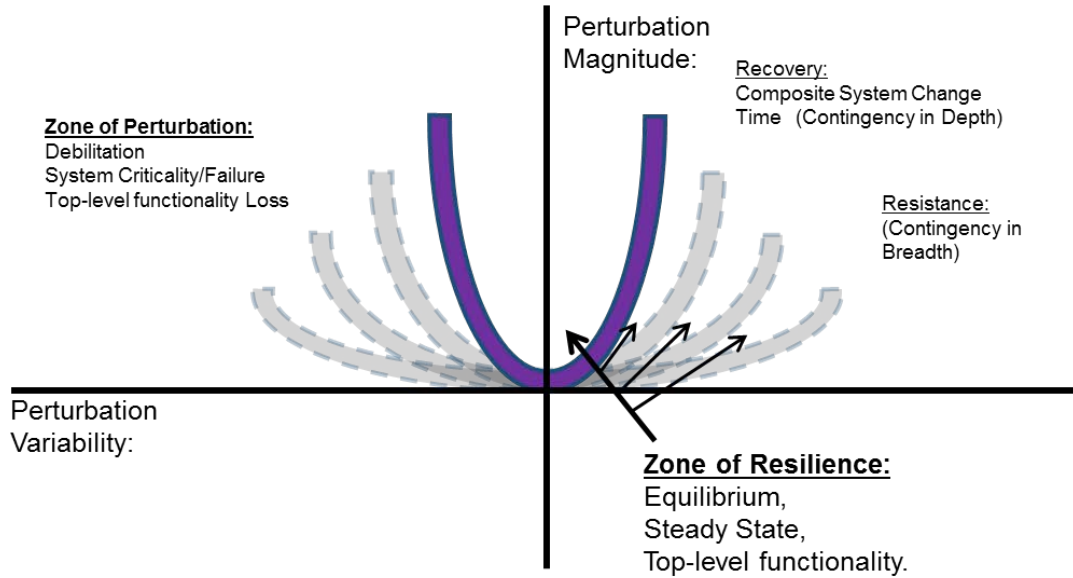 Perturbation
Magnitude:
Recovery:
Composite System Change
Time (Contingency in Depth)
Zone of Perturbation:
Debilitation
System Criticality/Failure
Top-level functionality Loss
Resistance:
(Contingency in
Breadth)
Perturbation
Variability:
Zone of Resilience:
Equilibrium,
Steady State,
Top-level functionality.